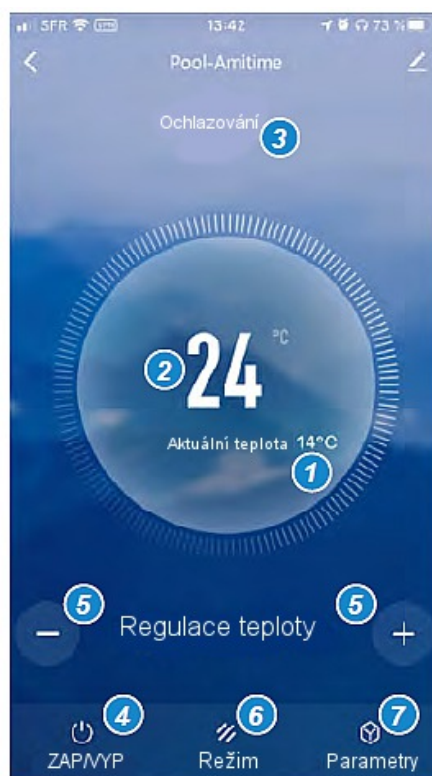 SFR VPN 13:42 73 %
Pool-Amitime
Ochlazování 3
2 24 °C
Aktuální teplota 14°C
1
5 5
− Regulace teploty +
4 6 7
ZAP/VYP Režim Parametry